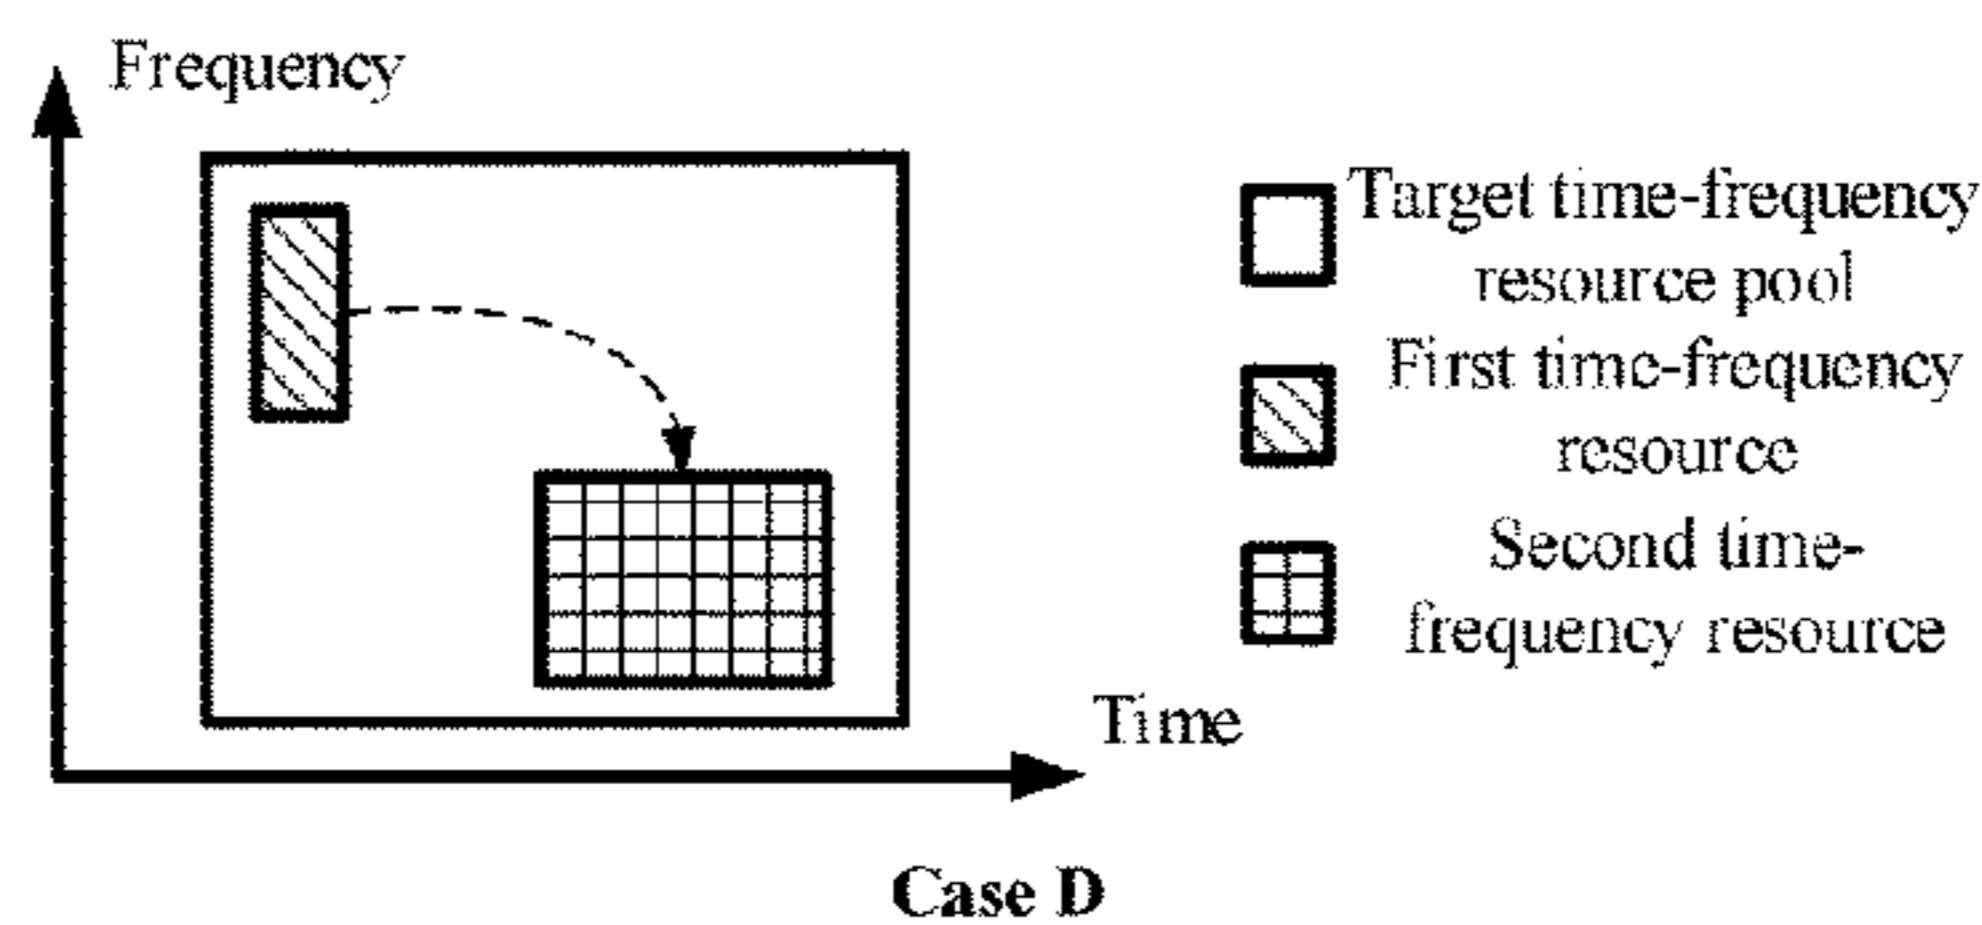 Frequency
Target time-frequency
resource pool
First time-frequency
resource
Second time-
frequency resource
Time
Case D